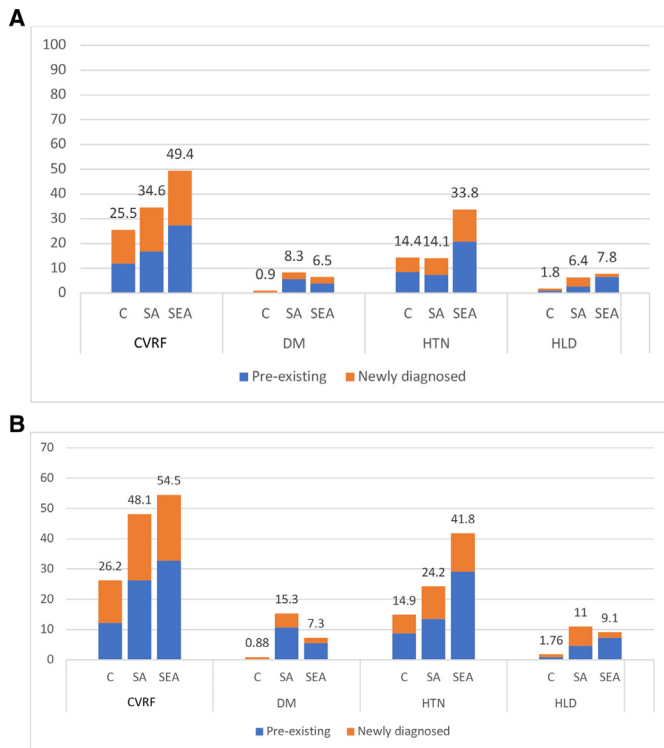 A
100
90
80
70
60
50
40
30
20
10
0
25.5 34.6 49.4 0.9 8.3 6.5 14.4 14.1 33.8 1.8 6.4 7.8
C SA SEA C SA SEA C SA SEA C SA SEA
CVRF DM HTN HLD
Pre-existing Newly diagnosed
B
70
60
50
40
30
20
10
0
26.2 48.1 54.5 0.88 15.3 7.3 14.9 24.2 41.8 1.76 11 9.1
C SA SEA C SA SEA C SA SEA C SA SEA
CVRF DM HTN HLD
Pre-existing Newly diagnosed